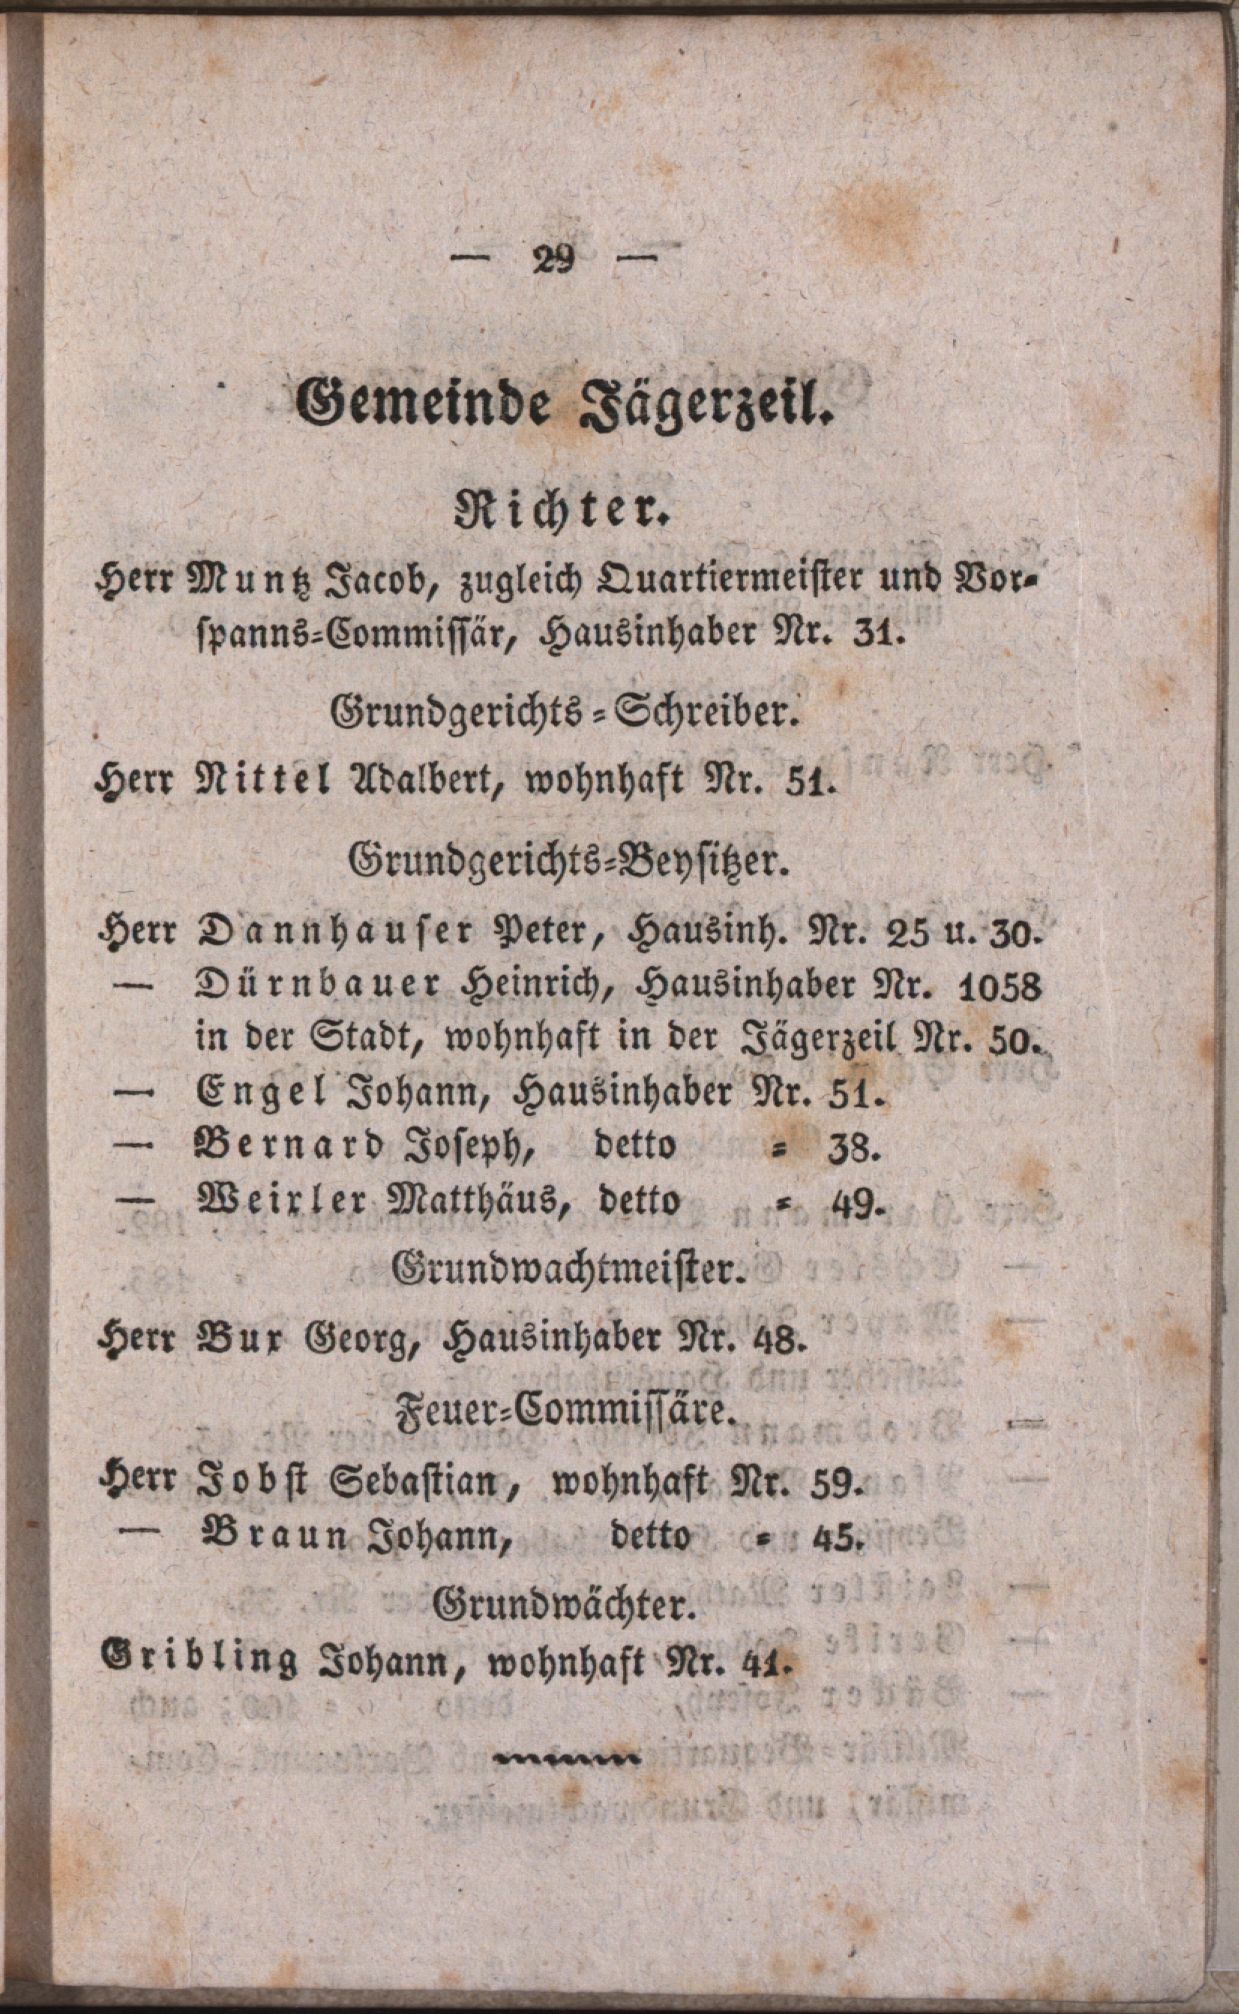 — 29 —
Gemeinde Jägerzeil.
Richter.
Herr Muntz Jacob, zugleich Quartiermeister und Vor-
spanns-Commissär, Hausinhaber Nr. 31.
Grundgerichts-Schreiber.
Herr Nittel Adalbert, wohnhaft Nr. 51.
Grundgerichts-Beysitzer.
Herr Dannhauser Peter, Hausinh. Nr. 25 u. 30.
— Dürnbauer Heinrich, Hausinhaber Nr. 1058
in der Stadt, wohnhaft in der Jägerzeil Nr. 50.
— Engel Johann, Hausinhaber Nr. 51.
— Bernard Joseph, detto = 38.
— Weixler Matthäus, detto = 49.
Grundwachtmeister.
Herr Bux Georg, Hausinhaber Nr. 48.
Feuer-Commissäre.
Herr Jobst Sebastian, wohnhaft Nr. 59.
— Braun Johann, detto = 45.
Grundwächter.
Gribling Johann, wohnhaft Nr. 41.